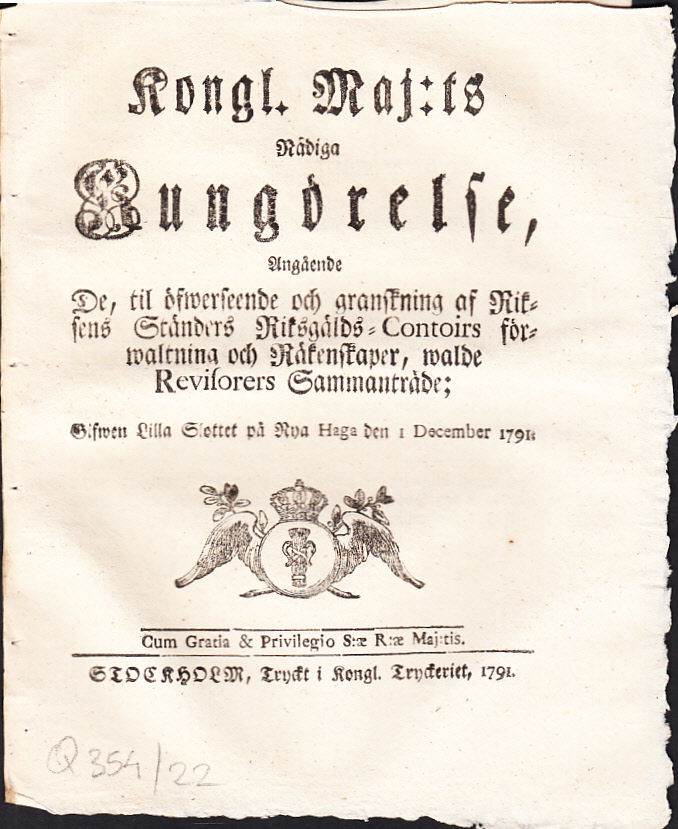 Kongl. Maj:ts
Nådiga
Kungörelse,
Angående
De, til öfwerseende och granskning af Rik-
sens Ständers Riksgälds-Contoirs för-
waltning och Räkenskaper, walde
Revisorers Sammanträde;
Gifwen Lilla Slottet på Nya Haga den 1 December 1791.
Cum Gratia & Privilegio S:æ R:æ Maj:tis.
STOCKHOLM, Tryckt i Kongl. Tryckeriet, 1791.
Q 354/22